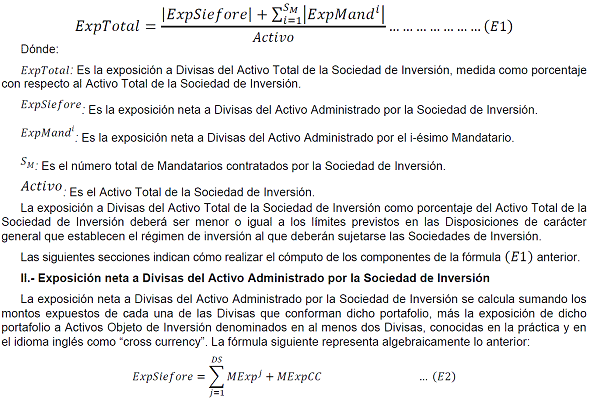 ExpTotal = |ExpSiefore| + ∑_{i=1}^{S_M}|ExpMand^i| / Activo … … … … … … … (E1)
Dónde:
ExpTotal: Es la exposición a Divisas del Activo Total de la Sociedad de Inversión, medida como porcentaje
con respecto al Activo Total de la Sociedad de Inversión.
ExpSiefore: Es la exposición neta a Divisas del Activo Administrado por la Sociedad de Inversión.
ExpMand^i: Es la exposición neta a Divisas del Activo Administrado por el i-ésimo Mandatario.
S_M: Es el número total de Mandatarios contratados por la Sociedad de Inversión.
Activo: Es el Activo Total de la Sociedad de Inversión.
La exposición a Divisas del Activo Total de la Sociedad de Inversión como porcentaje del Activo Total de la
Sociedad de Inversión deberá ser menor o igual a los límites previstos en las Disposiciones de carácter
general que establecen el régimen de inversión al que deberán sujetarse las Sociedades de Inversión.
Las siguientes secciones indican cómo realizar el cómputo de los componentes de la fórmula (E1) anterior.
II.- Exposición neta a Divisas del Activo Administrado por la Sociedad de Inversión
La exposición neta a Divisas del Activo Administrado por la Sociedad de Inversión se calcula sumando los
montos expuestos de cada una de las Divisas que conforman dicho portafolio, más la exposición de dicho
portafolio a Activos Objeto de Inversión denominados en al menos dos Divisas, conocidas en la práctica y en
el idioma inglés como “cross currency”. La fórmula siguiente representa algebraicamente lo anterior:
ExpSiefore = ∑_{j=1}^{DS} MExp^j + MExpCC … (E2)